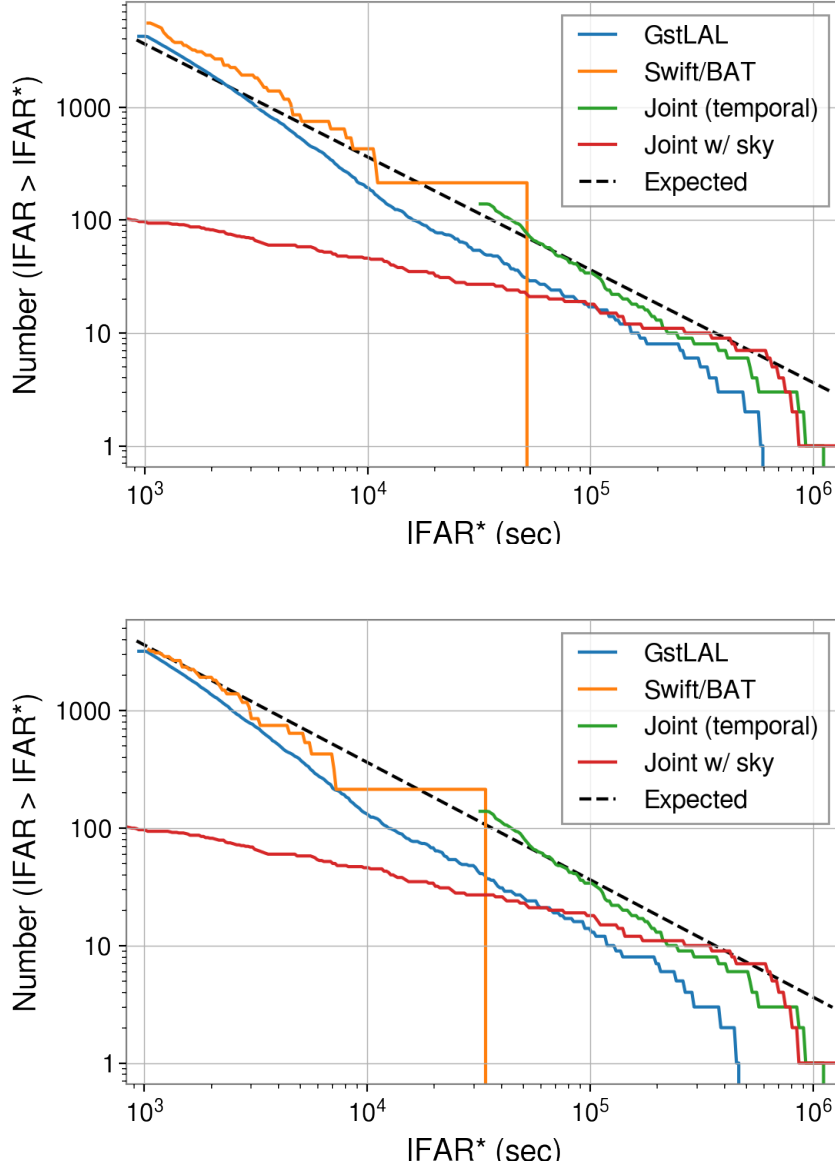 Number (IFAR > IFAR*)
1000
100
10
1
GstLAL
Swift/BAT
Joint (temporal)
Joint w/ sky
Expected
10³ 10⁴ 10⁵ 10⁶
IFAR* (sec)
Number (IFAR > IFAR*)
1000
100
10
1
GstLAL
Swift/BAT
Joint (temporal)
Joint w/ sky
Expected
10³ 10⁴ 10⁵ 10⁶
IFAR* (sec)